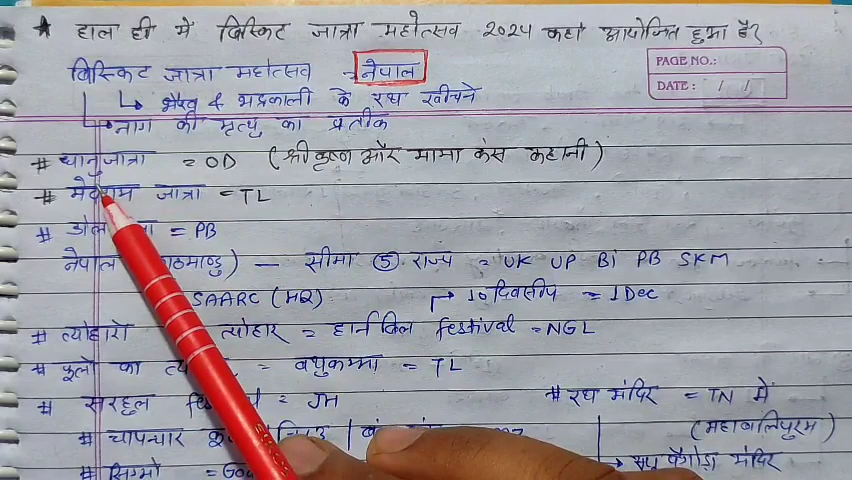 * हाल ही में बिस्किट जात्रा महोत्सव 2024 कहां आयोजित हुआ है?
बिस्किट जात्रा महोत्सव = नेपाल
PAGE NO.:
DATE: / /
↳ भैरव & भद्रकाली के रथ खींचने
→ नाग की मृत्यु का प्रतीक
# धानुजात्रा = OD (श्रीकृष्ण और मामा कंस कहानी)
# जात्रा = TL
# = PB
नेपाल — सीमा 5 राज्य = UK UP BI PB SKM
SAARC (HQ) → 10 दिवसीय = 1 Dec
# त्योहारो त्योहार = हार्नबिल festival = NGL
# फूलो का = बथुकम्मा = TL
# सरहुल = JH # रथ मंदिर = TN में
# चापचार (महाबालिपुरम)
# सिग्मो → सप्त पैगोडा मंदिर